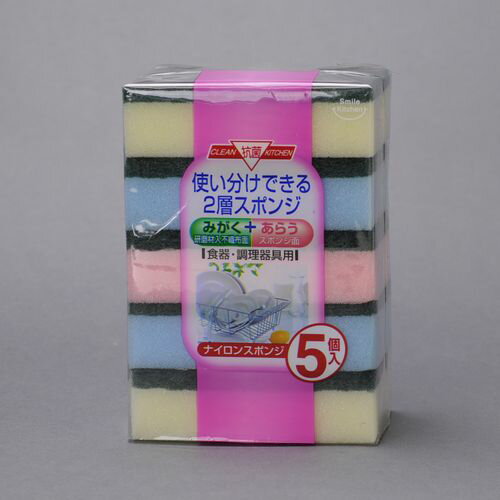 Smile
Kitchen
CLEAN 抗菌 KITCHEN
使い分けできる
2層スポンジ
みがく+あらう
研磨材入不織布面 スポンジ面
食器・調理器具用
ナイロンスポンジ 5個入